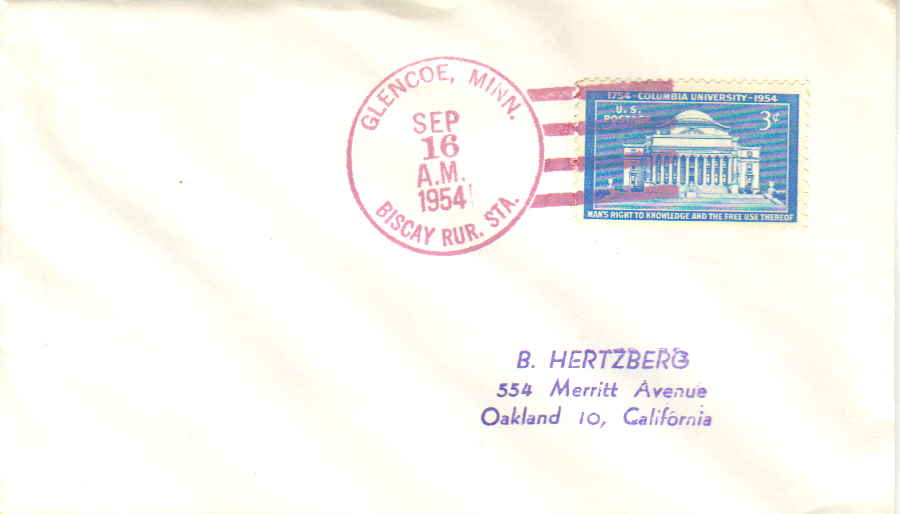 GLENCOE, MINN.
SEP
16
A.M.
1954
BISCAY RUR. STA.
1754-COLUMBIA UNIVERSITY-1954
U. S.
POSTAGE
3¢
MAN'S RIGHT TO KNOWLEDGE AND THE FREE USE THEREOF
B. HERTZBERG
554 Merritt Avenue
Oakland 10, California